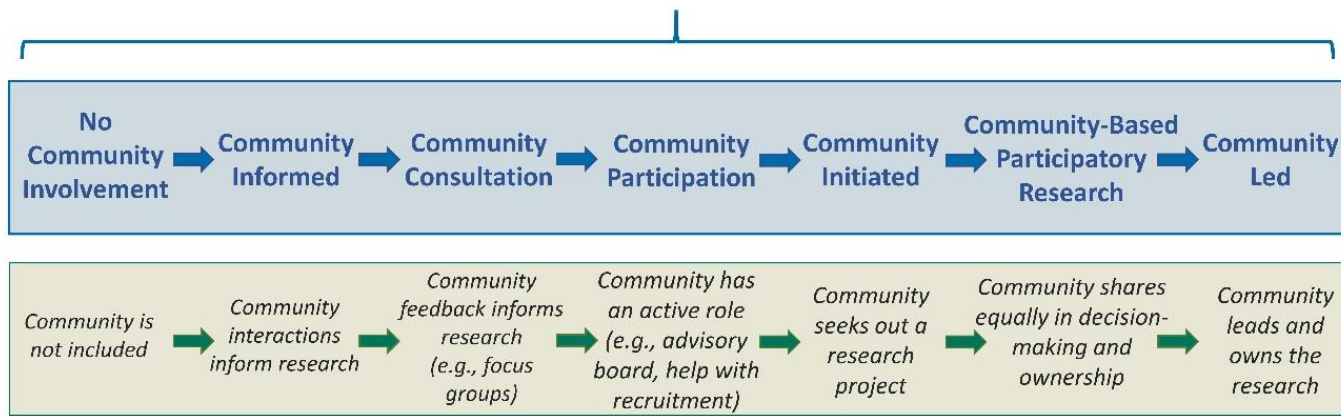 No
Community
Involvement
Community
Informed
Community
Consultation
Community
Participation
Community
Initiated
Community-Based
Participatory
Research
Community
Led
Community is
not included
Community
interactions
inform research
Community
feedback informs
research
(e.g., focus
groups)
Community has
an active role
(e.g., advisory
board, help with
recruitment)
Community
seeks out a
research
project
Community shares
equally in decision-
making and
ownership
Community
leads and
owns the
research